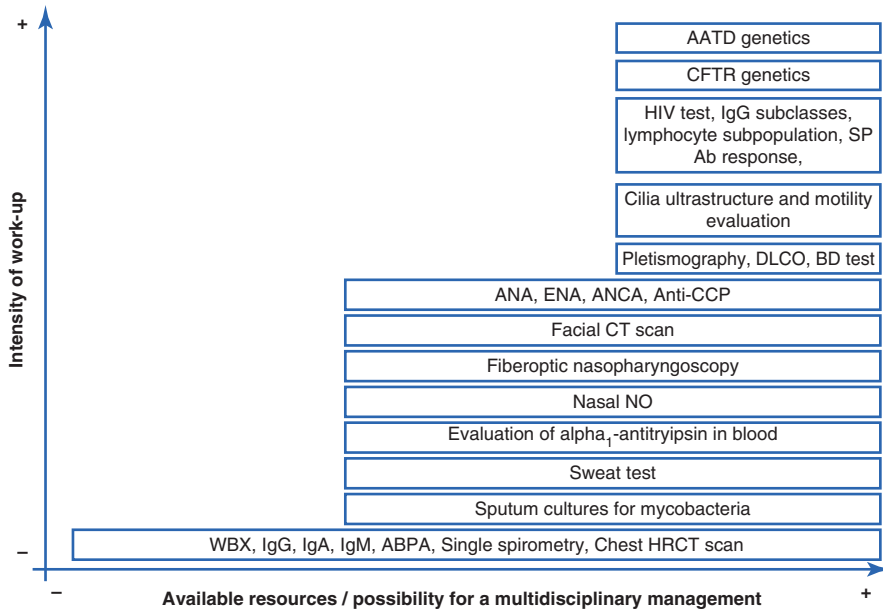 +
AATD genetics
CFTR genetics
HIV test, IgG subclasses,
lymphocyte subpopulation, SP
Ab response,
Cilia ultrastructure and motility
evaluation
Pletismography, DLCO, BD test
ANA, ENA, ANCA, Anti-CCP
Facial CT scan
Fiberoptic nasopharyngoscopy
Nasal NO
Evaluation of alpha1-antitryipsin in blood
Sweat test
Sputum cultures for mycobacteria
WBX, IgG, IgA, IgM, ABPA, Single spirometry, Chest HRCT scan
Intensity of work-up
–
–
+
Available resources / possibility for a multidisciplinary management